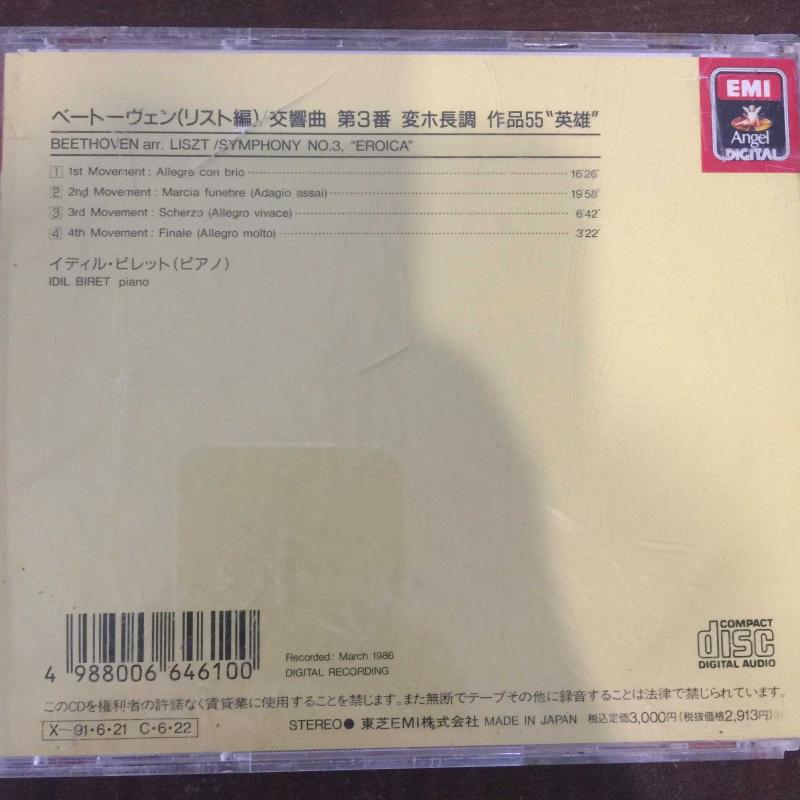 ベートーヴェン(リスト編)/交響曲 第3番 変ホ長調 作品55"英雄"
BEETHOVEN arr. LISZT /SYMPHONY NO.3, "EROICA"
1 1st Movement : Allegro con brio 16'26"
2 2nd Movement : Marcia funebre (Adagio assai) 19'58"
3 3rd Movement : Scherzo (Allegro vivace) 6'42"
4 4th Movement : Finale (Allegro molto) 3'22"
イディル・ビレット(ピアノ)
IDIL BIRET piano
EMI
Angel
DIGITAL
4 988006 646100
Recorded : March 1986
DIGITAL RECORDING
COMPACT
disc
DIGITAL AUDIO
このCDを権利者の許諾なく賃貸業に使用することを禁じます。また無断でテープその他に録音することは法律で禁じられています。
X～91・6・21 C・6・22
STEREO● 東芝EMI株式会社 MADE IN JAPAN 税込定価3,000円(税抜価格2,913円)